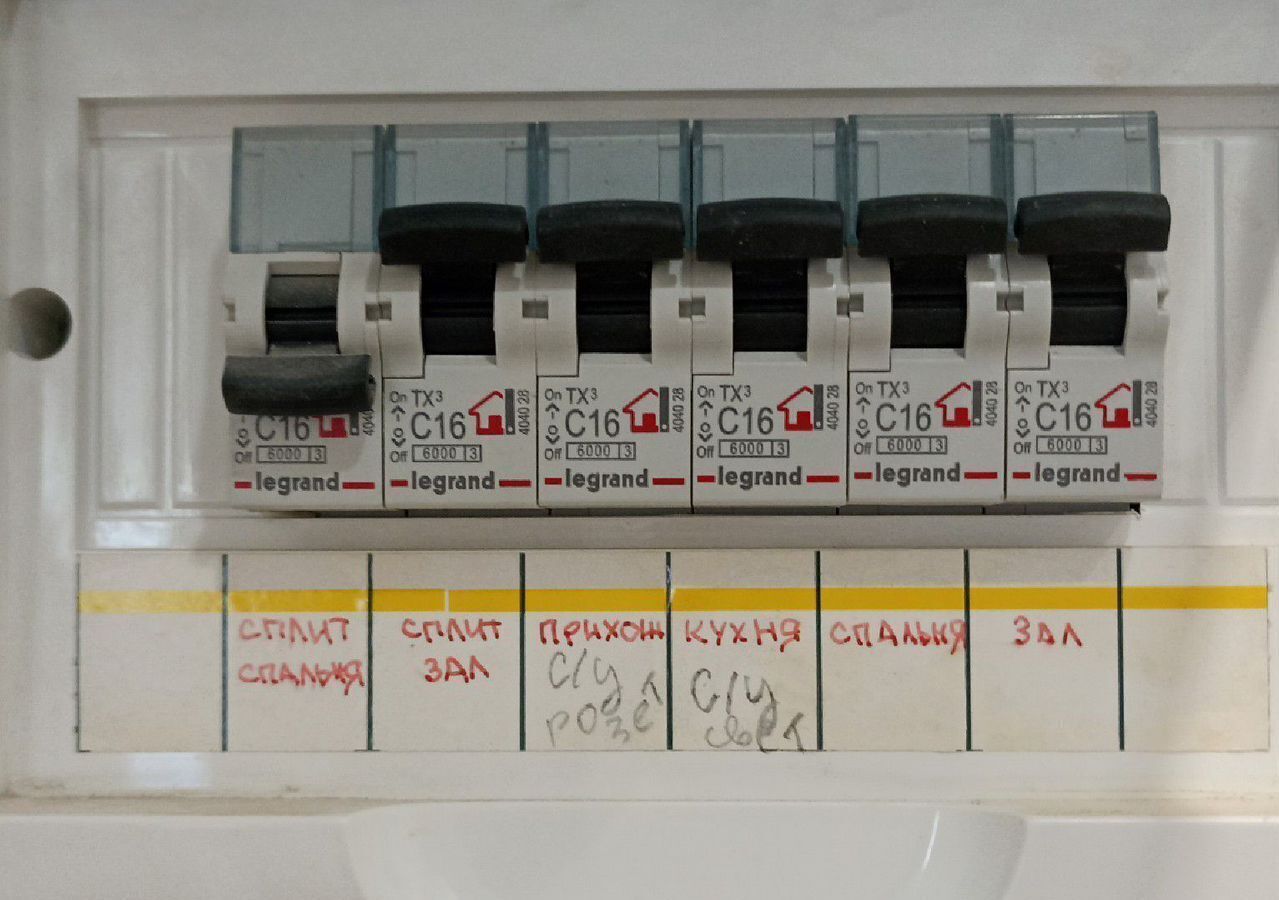 C16
6000 3
Off
legrand
On TX³
C16
4040 28
6000 3
Off
legrand
On TX³
C16
4040 28
6000 3
Off
legrand
On TX³
C16
4040 28
6000 3
Off
legrand
On TX³
C16
4040 28
6000 3
Off
legrand
On TX³
C16
4040 28
6000 3
Off
legrand
СПЛИТ
СПАЛЬНЯ
СПЛИТ
ЗАЛ
ПРИХОЖ
С/У
РОЗЕТ
КУХНЯ
С/У
свет
СПАЛЬНЯ
ЗАЛ